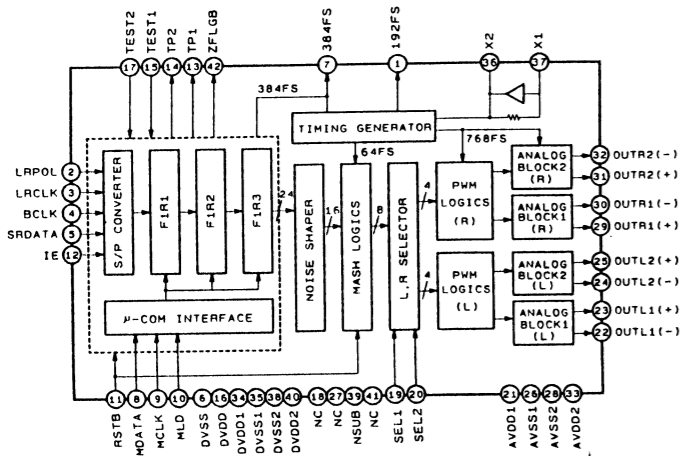 TEST2
TEST1
TP2
TP1
ZFLGB
384FS
192FS
X2
X1
17
15
14
13
42
7
1
36
37
384FS
TIMING GENERATOR
64FS
768FS
LRPOL 2
LRCLK 3
BCLK 4
SRDATA 5
IE 12
S/P CONVERTER
FIR1
FIR2
FIR3
24
NOISE SHAPER
16
MASH LOGICS
8
L,R SELECTOR
4
4
PWM
LOGICS
(R)
PWM
LOGICS
(L)
ANALOG
BLOCK2
(R)
ANALOG
BLOCK1
(R)
ANALOG
BLOCK2
(L)
ANALOG
BLOCK1
(L)
32 OUTR2(-)
31 OUTR2(+)
30 OUTR1(-)
29 OUTR1(+)
25 OUTL2(+)
24 OUTL2(-)
23 OUTL1(+)
22 OUTL1(-)
μ-COM INTERFACE
11
8
9
10
6
16
34
35
38
40
18
27
39
41
19
20
21
26
28
33
RSTB
MDATA
MCLK
MLD
DVSS
DVDD
DVDD1
DVSS1
DVSS2
DVDD2
NC
NC
NSUB
NC
SEL1
SEL2
AVDD1
AVSS1
AVSS2
AVDD2